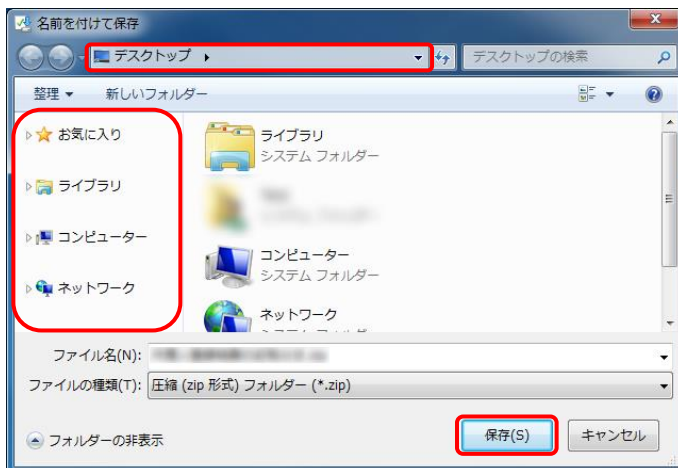 名前を付けて保存
デスクトップ
デスクトップの検索
整理
新しいフォルダー
お気に入り
ライブラリ
コンピューター
ネットワーク
ライブラリ
システム フォルダー
コンピューター
システム フォルダー
ネットワーク
ファイル名(N):
ファイルの種類(T): 圧縮 (zip 形式) フォルダー (*.zip)
フォルダーの非表示
保存(S)
キャンセル